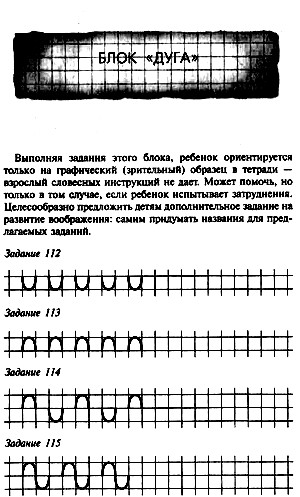 БЛОК «ДУГА»
Выполняя задания этого блока, ребенок ориентируется
только на графический (зрительный) образец в тетради —
взрослый словесных инструкций не дает. Может помочь, но
только в том случае, если ребенок испытывает затруднения.
Целесообразно предложить детям дополнительное задание на
развитие воображения: самим придумать названия для пред-
лагаемых заданий.
Задание 112
Задание 113
Задание 114
Задание 115